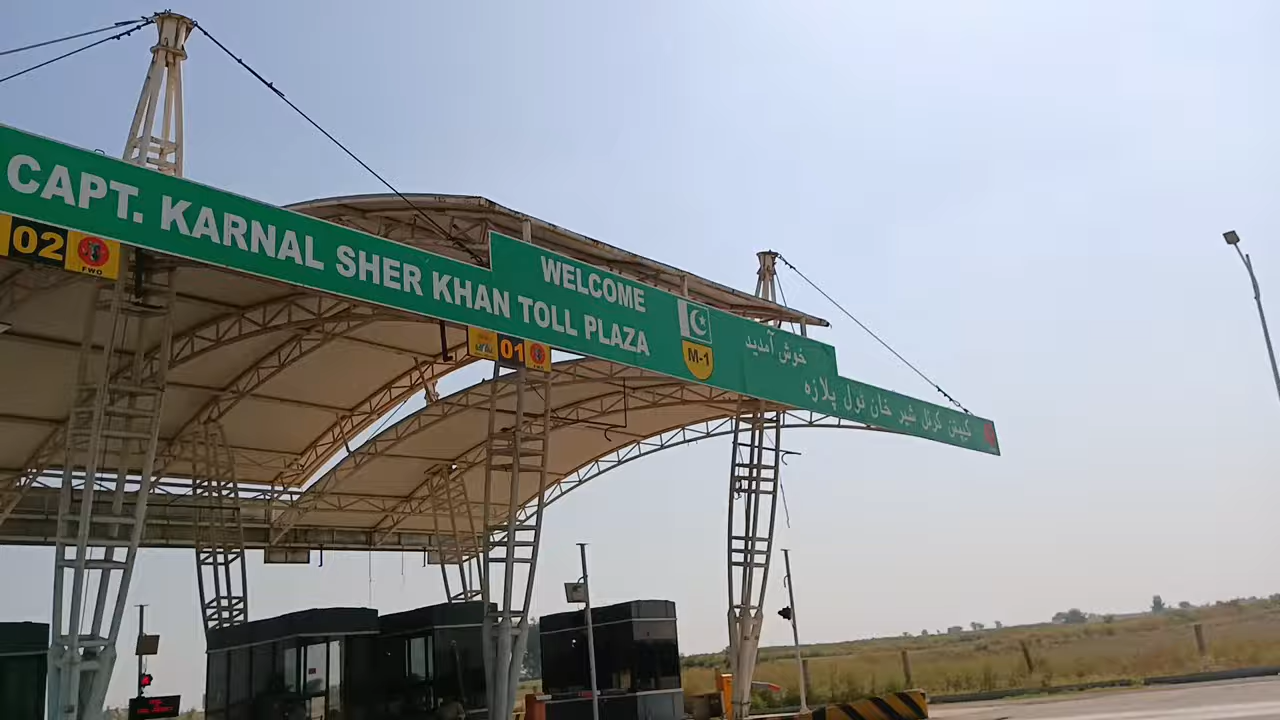 WELCOME
CAPT. KARNAL SHER KHAN TOLL PLAZA
M-1
خوش آمدید
کیپٹن کرنل شیر خان ٹول پلازہ
02
FWO
01
FWO